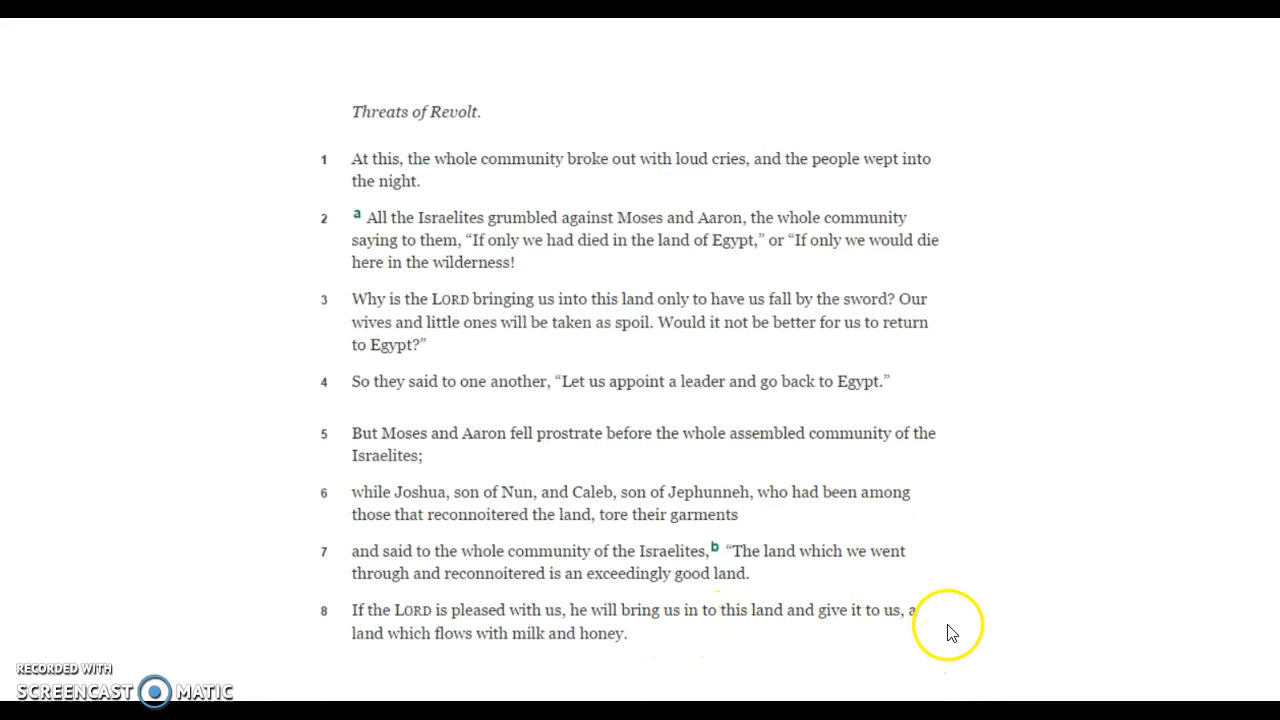 Threats of Revolt.
1 At this, the whole community broke out with loud cries, and the people wept into
the night.
2 a All the Israelites grumbled against Moses and Aaron, the whole community
saying to them, “If only we had died in the land of Egypt,” or “If only we would die
here in the wilderness!
3 Why is the LORD bringing us into this land only to have us fall by the sword? Our
wives and little ones will be taken as spoil. Would it not be better for us to return
to Egypt?”
4 So they said to one another, “Let us appoint a leader and go back to Egypt.”
5 But Moses and Aaron fell prostrate before the whole assembled community of the
Israelites;
6 while Joshua, son of Nun, and Caleb, son of Jephunneh, who had been among
those that reconnoitered the land, tore their garments
7 and said to the whole community of the Israelites,b “The land which we went
through and reconnoitered is an exceedingly good land.
8 If the LORD is pleased with us, he will bring us in to this land and give it to us, a
land which flows with milk and honey.
RECORDED WITH
SCREENCAST MATIC